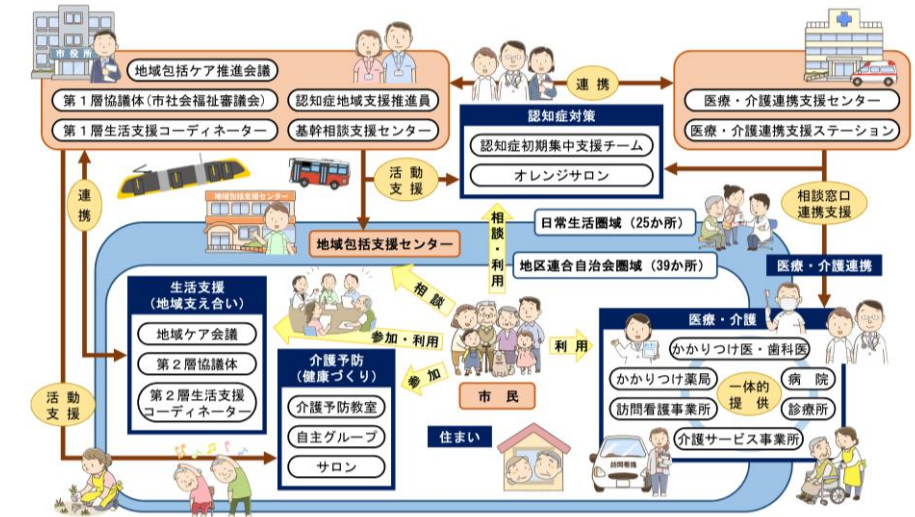 市役所
地域包括ケア推進会議
第1層協議体(市社会福祉審議会)
認知症地域支援推進員
第1層生活支援コーディネーター
基幹相談支援センター
連携
医療・介護連携支援センター
医療・介護連携支援ステーション
認知症対策
認知症初期集中支援チーム
オレンジサロン
連携
活動
支援
相談窓口
連携支援
地域包括支援センター
地域包括支援センター
相談・利用
日常生活圏域（25か所）
地区連合自治会圏域（39か所）
医療・介護連携
生活支援
（地域支え合い）
地域ケア会議
第2層協議体
第2層生活支援
コーディネーター
相談
参加・利用
参加
利用
介護予防
（健康づくり）
介護予防教室
自主グループ
サロン
市民
住まい
医療・介護
かかりつけ医・歯科医
かかりつけ薬局
病院
一体的
提供
訪問看護事業所
診療所
介護サービス事業所
訪問看護
活動
支援